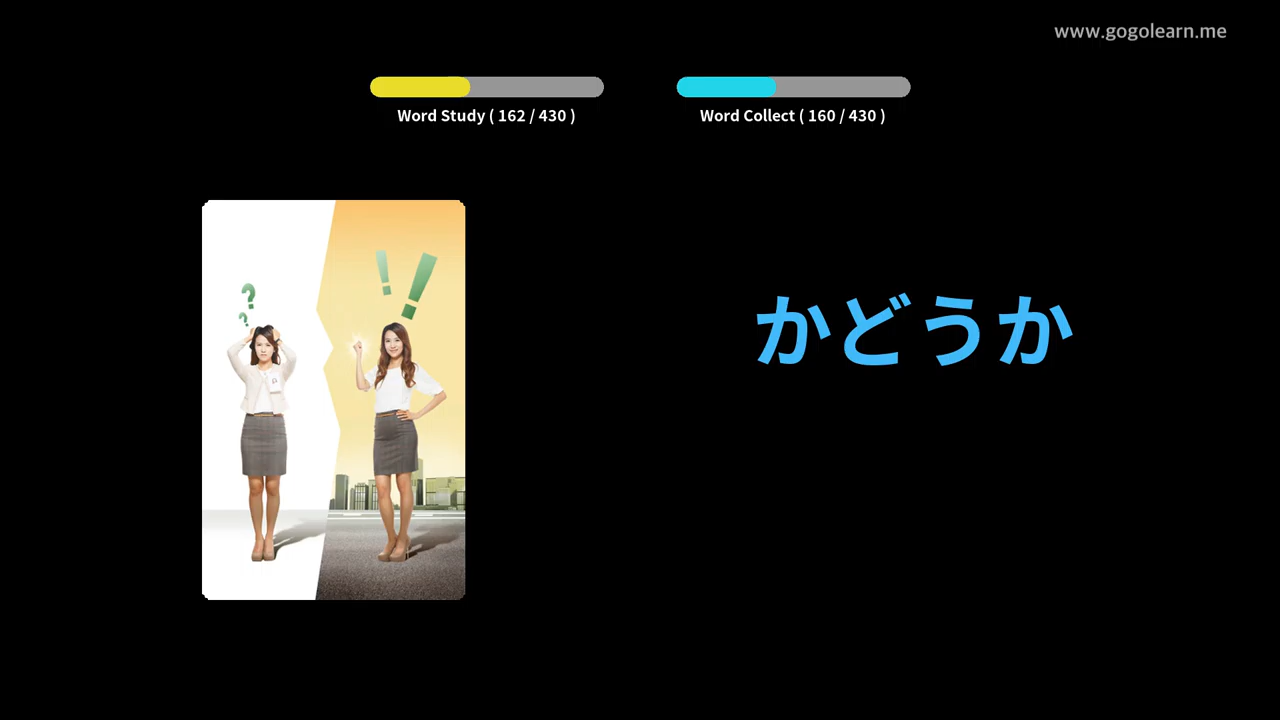 www.gogolearn.me
Word Study ( 162 / 430 )
Word Collect ( 160 / 430 )
? ?
! !
かどうか